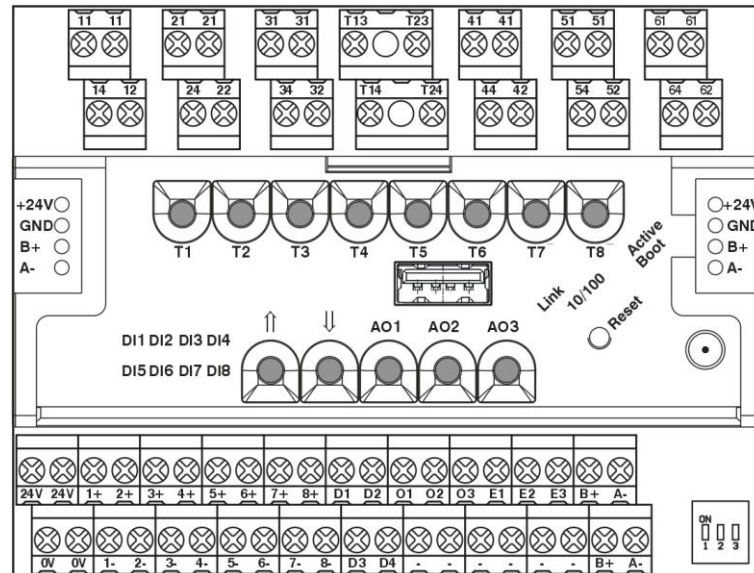 11 11 21 21 31 31 T13 T23 41 41 51 51 61 61
14 12 24 22 34 32 T14 T24 44 42 54 52 64 62
+24V +24V
GND GND
B+ B+
A- A-
T1 T2 T3 T4 T5 T6 T7 T8
Active
Boot
Link
10/100
Reset
⇧ ⇩ AO1 AO2 AO3
DI1 DI2 DI3 DI4
DI5 DI6 DI7 DI8
24V 24V 1+ 2+ 3+ 4+ 5+ 6+ 7+ 8+ D1 D2 O1 O2 O3 E1 E2 E3 B+ A-
0V 0V 1- 2- 3- 4- 5- 6- 7- 8- D3 D4 - - - - - - B+ A-
ON
1 2 3